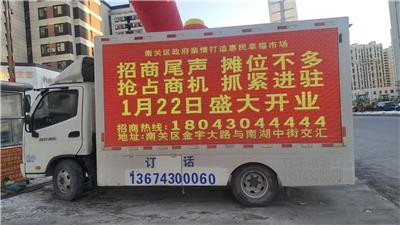 南关区政府倾情打造惠民幸福市场
招商尾声 摊位不多
抢占商机 抓紧进驻
1月22日盛大开业
招商热线:18043044444
地址:南关区金宇大路与南湖中街交汇
订 话
13674300060